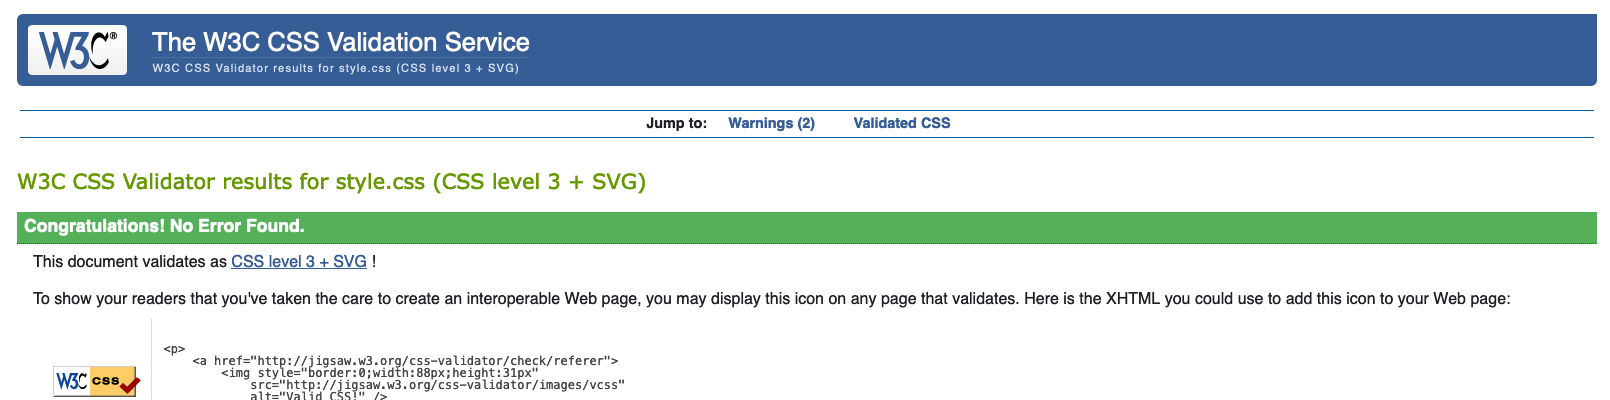 W3C®
The W3C CSS Validation Service
W3C CSS Validator results for style.css (CSS level 3 + SVG)
Jump to: Warnings (2) Validated CSS
W3C CSS Validator results for style.css (CSS level 3 + SVG)
Congratulations! No Error Found.
This document validates as CSS level 3 + SVG !
To show your readers that you've taken the care to create an interoperable Web page, you may display this icon on any page that validates. Here is the XHTML you could use to add this icon to your Web page:
W3C css
<p>
<a href="http://jigsaw.w3.org/css-validator/check/referer">
<img style="border:0;width:88px;height:31px"
src="http://jigsaw.w3.org/css-validator/images/vcss"
alt="Valid CSS!" />